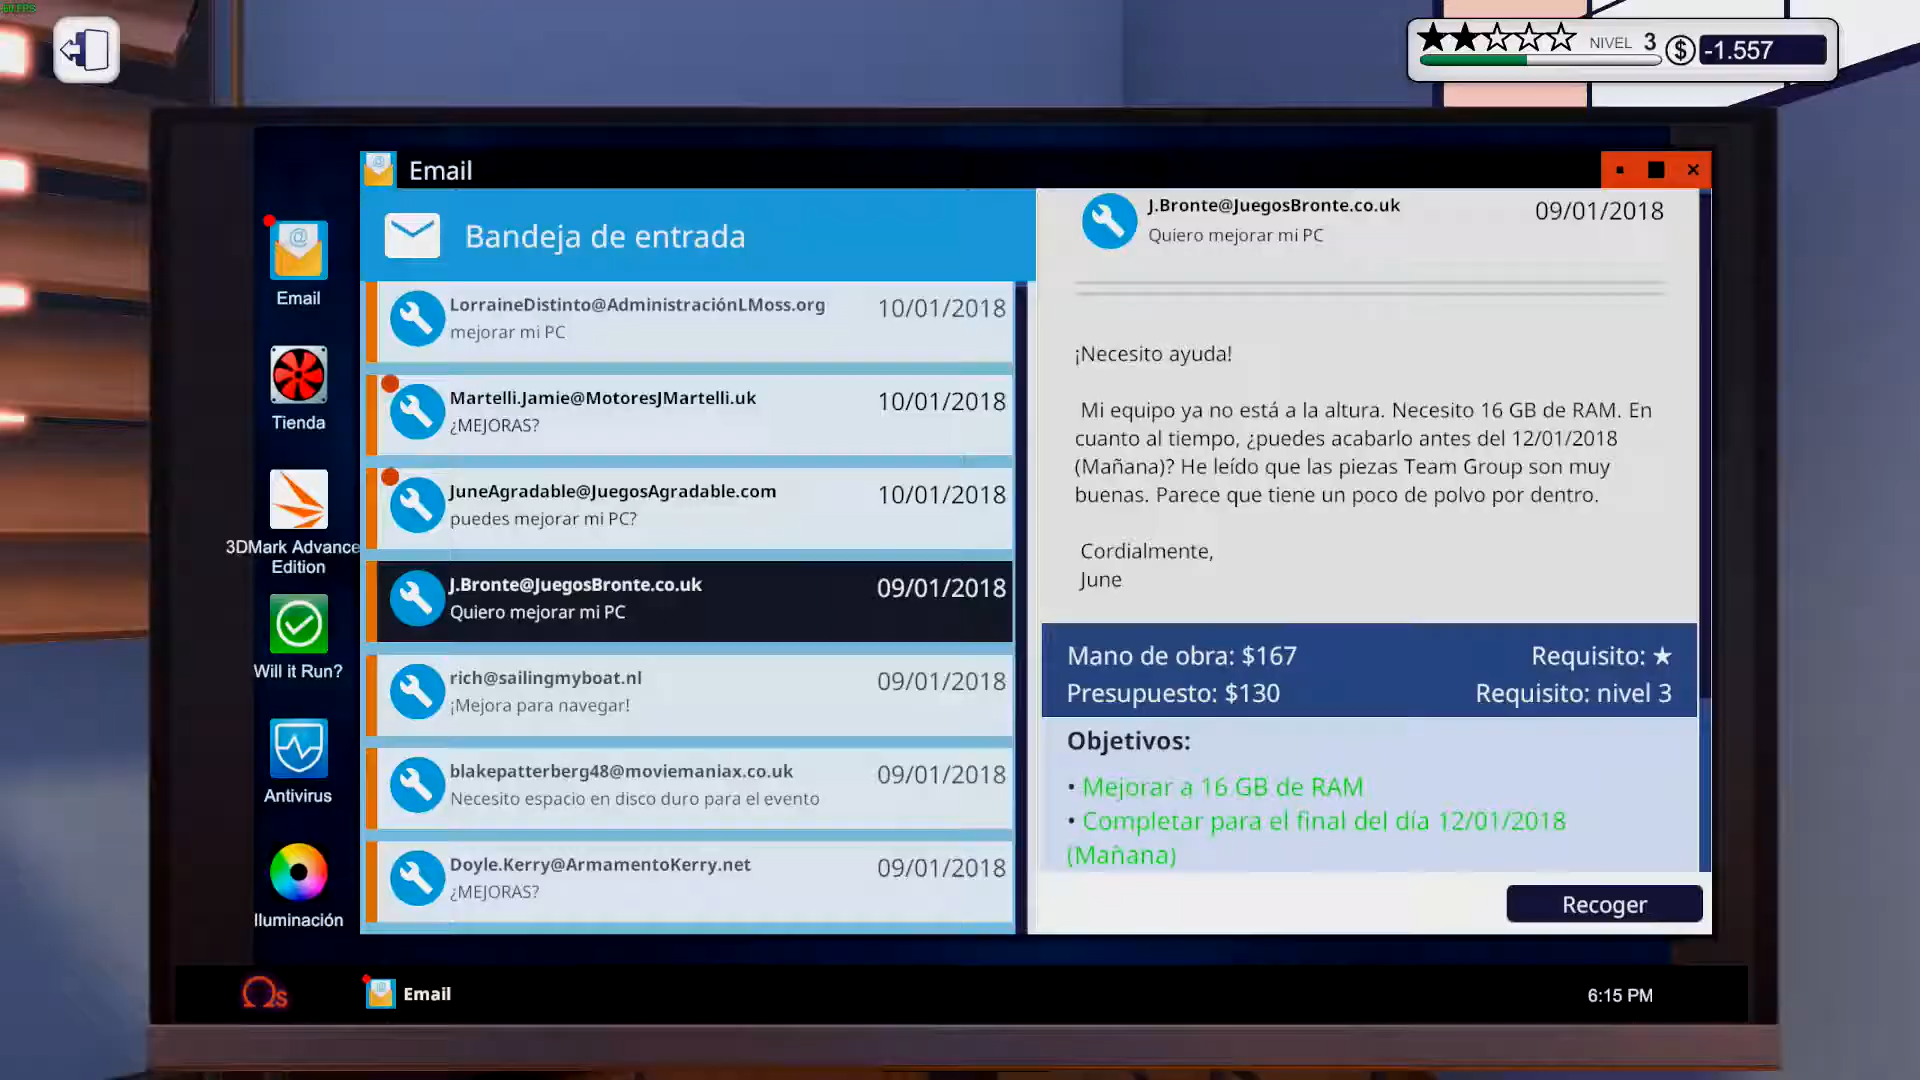 60 FPS
NIVEL 3
$ -1.557
Email
Bandeja de entrada
LorraineDistinto@AdministraciónLMoss.org 10/01/2018
mejorar mi PC
Martelli.Jamie@MotoresJMartelli.uk 10/01/2018
¿MEJORAS?
JuneAgradable@JuegosAgradable.com 10/01/2018
puedes mejorar mi PC?
J.Bronte@JuegosBronte.co.uk 09/01/2018
Quiero mejorar mi PC
rich@sailingmyboat.nl 09/01/2018
¡Mejora para navegar!
blakepatterberg48@moviemaniax.co.uk 09/01/2018
Necesito espacio en disco duro para el evento
Doyle.Kerry@ArmamentoKerry.net 09/01/2018
¿MEJORAS?
J.Bronte@JuegosBronte.co.uk 09/01/2018
Quiero mejorar mi PC
¡Necesito ayuda!
Mi equipo ya no está a la altura. Necesito 16 GB de RAM. En
cuanto al tiempo, ¿puedes acabarlo antes del 12/01/2018
(Mañana)? He leído que las piezas Team Group son muy
buenas. Parece que tiene un poco de polvo por dentro.
Cordialmente,
June
Mano de obra: $167 Requisito: ★
Presupuesto: $130 Requisito: nivel 3
Objetivos:
• Mejorar a 16 GB de RAM
• Completar para el final del día 12/01/2018
(Mañana)
Recoger
Email
Tienda
3DMark Advance
Edition
Will it Run?
Antivirus
Iluminación
Ωs
Email
6:15 PM